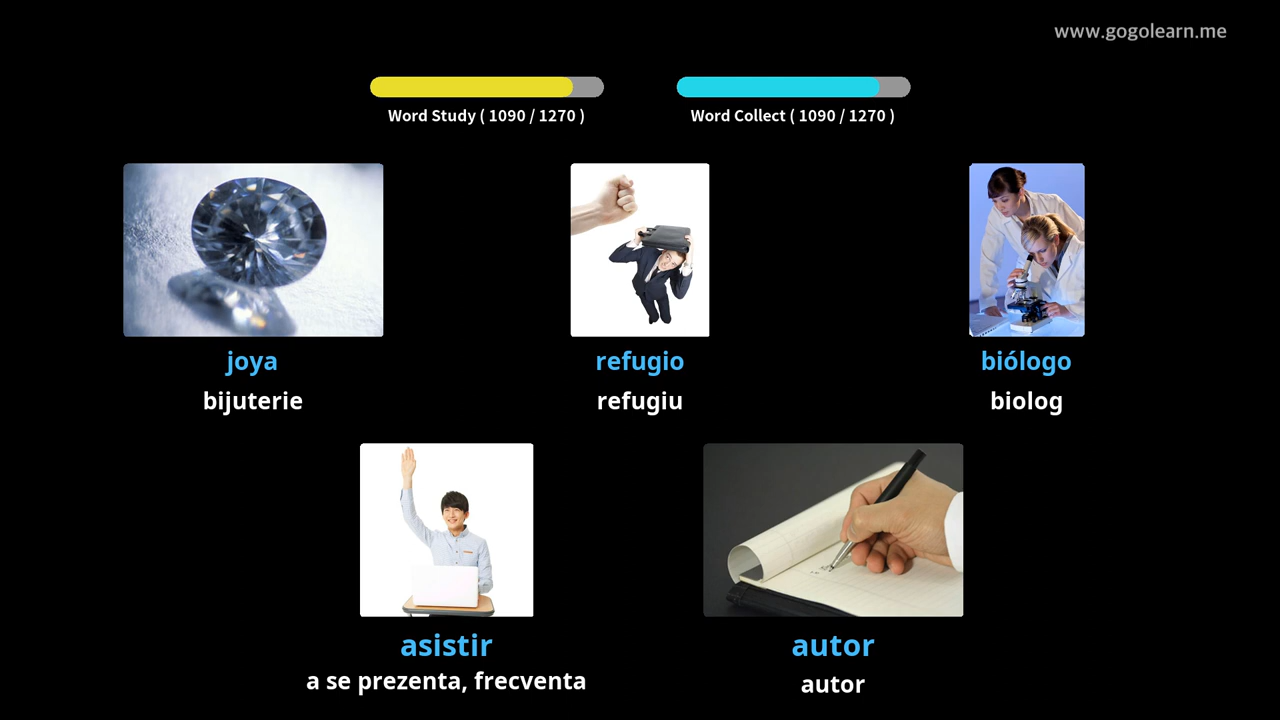 www.gogolearn.me
Word Study ( 1090 / 1270 )
Word Collect ( 1090 / 1270 )
joya
bijuterie
refugio
refugiu
biólogo
biolog
asistir
a se prezenta, frecventa
autor
autor